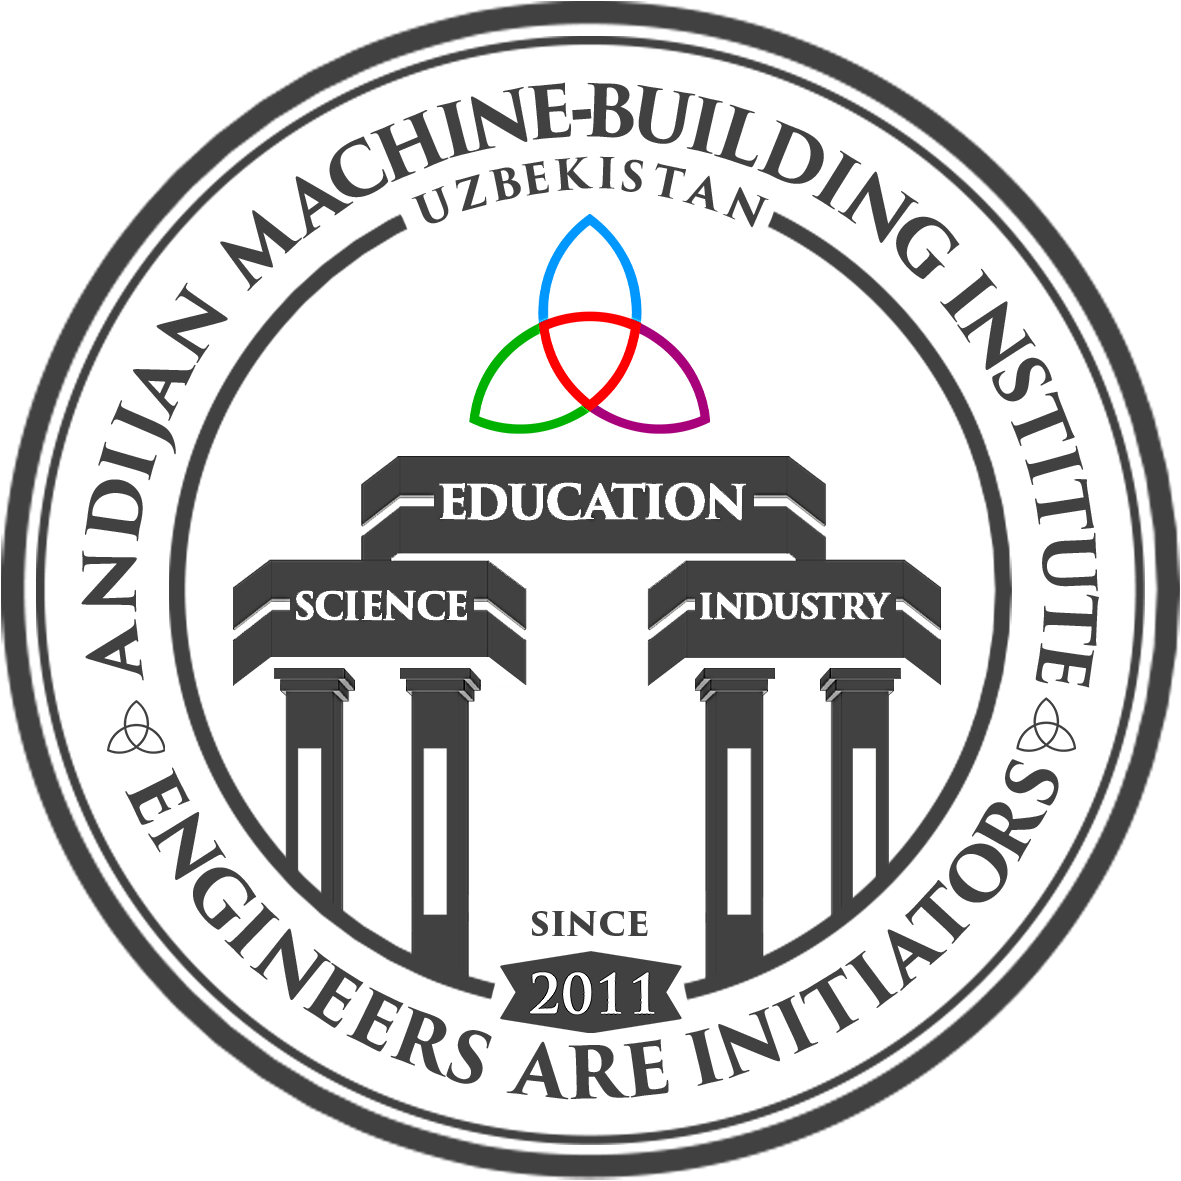 ANDIJAN MACHINE-BUILDING INSTITUTE
UZBEKISTAN
EDUCATION
SCIENCE
INDUSTRY
SINCE
2011
ENGINEERS ARE INITIATORS